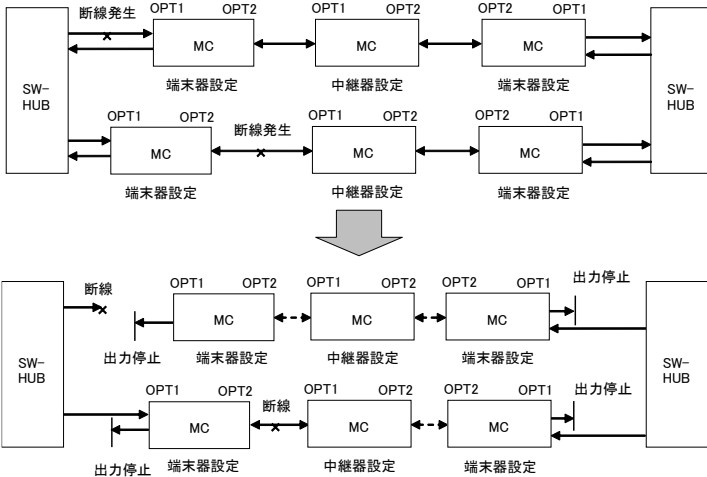 断線発生
OPT1 OPT2 OPT1 OPT2 OPT2 OPT1
MC MC MC
端末器設定 中継器設定 端末器設定
SW-
HUB
SW-
HUB
OPT1 OPT2 断線発生 OPT1 OPT2 OPT2 OPT1
MC MC MC
端末器設定 中継器設定 端末器設定
断線
OPT1 OPT2 OPT1 OPT2 OPT2 OPT1 出力停止
MC MC MC
出力停止 端末器設定 中継器設定 端末器設定
SW-
HUB
SW-
HUB
OPT1 OPT2 断線 OPT1 OPT2 OPT2 OPT1 出力停止
MC MC MC
出力停止 端末器設定 中継器設定 端末器設定